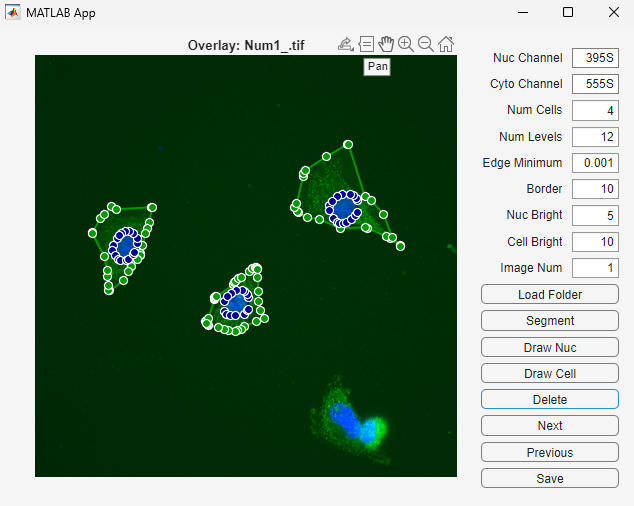 MATLAB App
Overlay: Num1_.tif
Pan
Nuc Channel 395S
Cyto Channel 555S
Num Cells 4
Num Levels 12
Edge Minimum 0.001
Border 10
Nuc Bright 5
Cell Bright 10
Image Num 1
Load Folder
Segment
Draw Nuc
Draw Cell
Delete
Next
Previous
Save